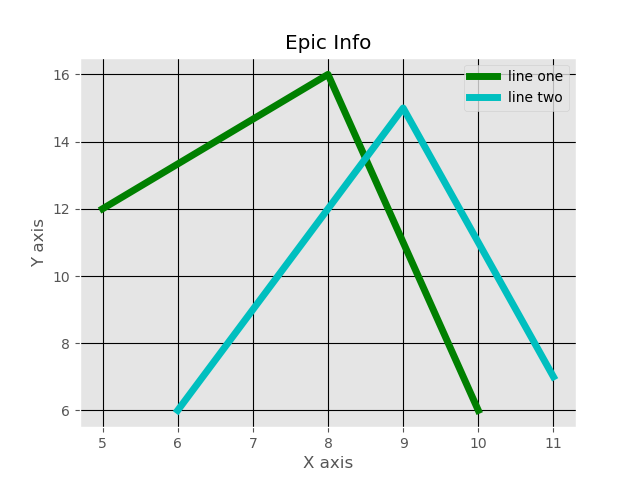 Epic Info
line one
line two
16
14
12
10
8
6
Y axis
5 6 7 8 9 10 11
X axis